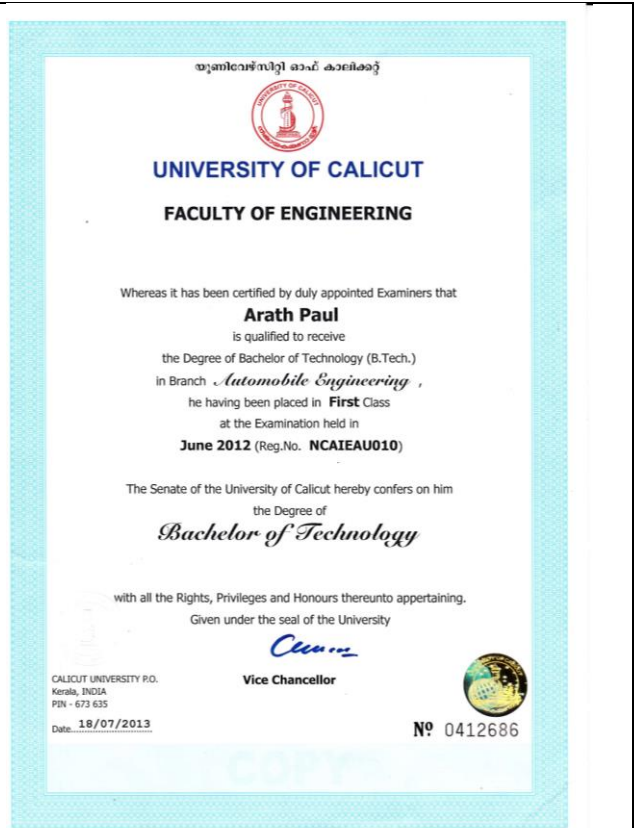 യൂണിവേഴ്സിറ്റി ഓഫ് കാലിക്കറ്റ്
UNIVERSITY OF CALICUT
UNIVERSITY OF CALICUT
FACULTY OF ENGINEERING
Whereas it has been certified by duly appointed Examiners that
Arath Paul
is qualified to receive
the Degree of Bachelor of Technology (B.Tech.)
in Branch Automobile Engineering ,
he having been placed in First Class
at the Examination held in
June 2012 (Reg.No. NCAIEAU010)
The Senate of the University of Calicut hereby confers on him
the Degree of
Bachelor of Technology
with all the Rights, Privileges and Honours thereunto appertaining.
Given under the seal of the University
CALICUT UNIVERSITY P.O.
Kerala, INDIA
PIN - 673 635
Vice Chancellor
Date 18/07/2013
Nº 0412686
COPY